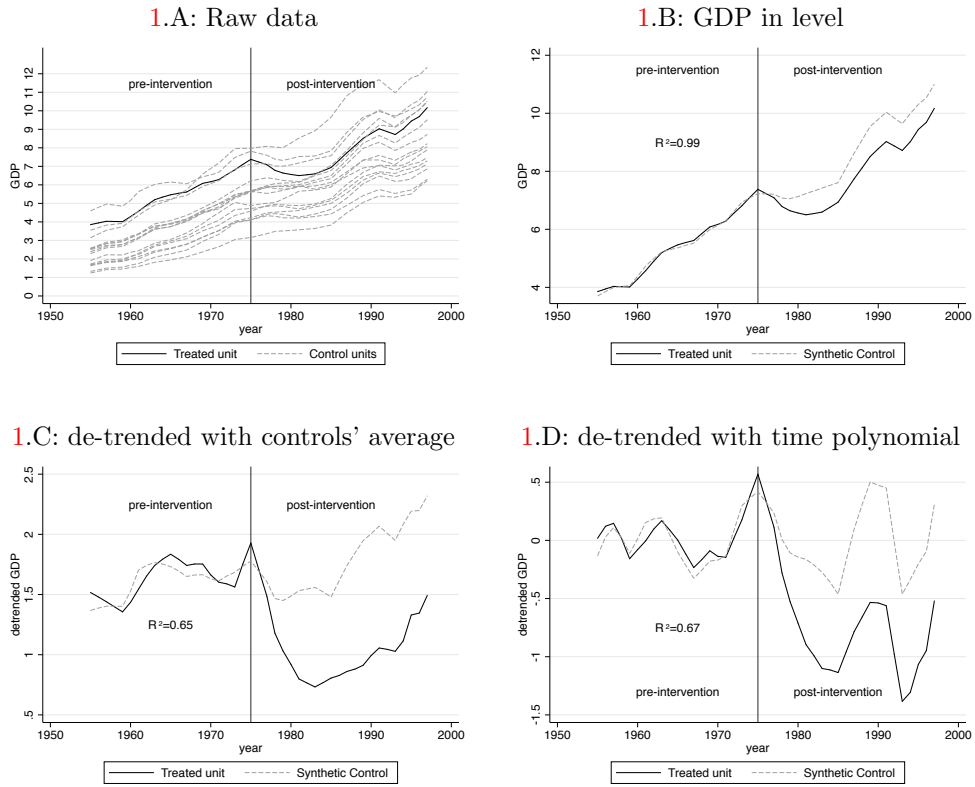 1.A: Raw data
pre-intervention post-intervention
GDP
12
11
10
9
8
7
6
5
4
3
2
1
0
1950 1960 1970 1980 1990 2000
year
Treated unit Control units
1.B: GDP in level
pre-intervention post-intervention
R²=0.99
GDP
12
10
8
6
4
1950 1960 1970 1980 1990 2000
year
Treated unit Synthetic Control
1.C: de-trended with controls' average
pre-intervention post-intervention
R²=0.65
detrended GDP
2.5
2
1.5
1
.5
1950 1960 1970 1980 1990 2000
year
Treated unit Synthetic Control
1.D: de-trended with time polynomial
R²=0.67
pre-intervention post-intervention
detrended GDP
.5
0
-.5
-1
-1.5
1950 1960 1970 1980 1990 2000
year
Treated unit Synthetic Control